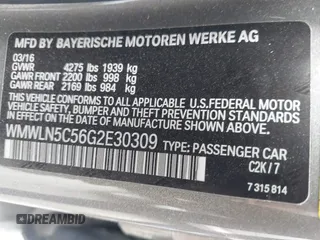 MFD BY BAYERISCHE MOTOREN WERKE AG
03/16
GVWR 4275 lbs 1939 kg
GAWR FRONT 2200 lbs 998 kg
GAWR REAR 2169 lbs 984 kg
THIS VEHICLE CONFORMS TO ALL APPLICABLE U.S. FEDERAL MOTOR
VEHICLE SAFETY, BUMPER AND THEFT PREVENTION STANDARDS IN EFFECT
ON THE DATE OF MANUFACTURE SHOWN ABOVE.
WMWLN5C56G2E30309 TYPE: PASSENGER CAR
C2K/7
7 315 814
DREAMBID